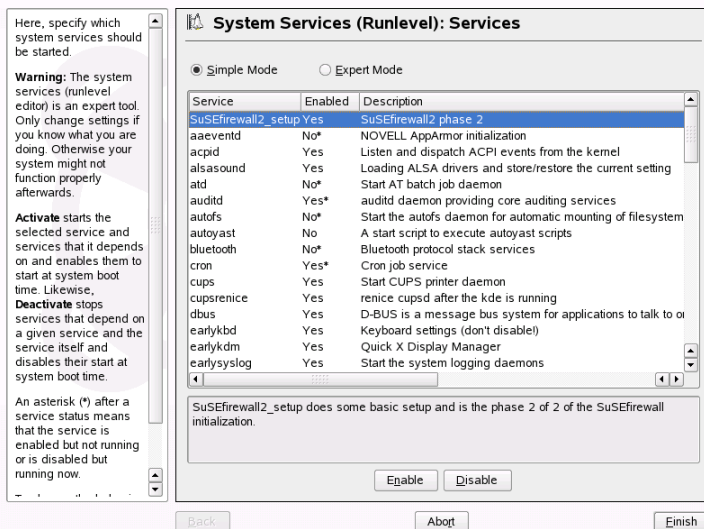 Here, specify which
system services should
be started.
Warning: The system
services (runlevel
editor) is an expert tool.
Only change settings if
you know what you are
doing. Otherwise your
system might not
function properly
afterwards.
Activate starts the
selected service and
services that it depends
on and enables them to
start at system boot
time. Likewise,
Deactivate stops
services that depend on
a given service and the
service itself and
disables their start at
system boot time.
An asterisk (*) after a
service status means
that the service is
enabled but not running
or is disabled but
running now.
System Services (Runlevel): Services
Simple Mode Expert Mode
Service Enabled Description
SuSEfirewall2_setup Yes SuSEfirewall2 phase 2
aaeventd No* NOVELL AppArmor initialization
acpid Yes Listen and dispatch ACPI events from the kernel
alsasound Yes Loading ALSA drivers and store/restore the current setting
atd No* Start AT batch job daemon
auditd Yes* auditd daemon providing core auditing services
autofs No* Start the autofs daemon for automatic mounting of filesystem
autoyast No A start script to execute autoyast scripts
bluetooth No* Bluetooth protocol stack services
cron Yes* Cron job service
cups Yes Start CUPS printer daemon
cupsrenice Yes renice cupsd after the kde is running
dbus Yes D-BUS is a message bus system for applications to talk to
earlykbd Yes Keyboard settings (don't disable!)
earlykdm Yes Quick X Display Manager
earlysyslog Yes Start the system logging daemons
SuSEfirewall2_setup does some basic setup and is the phase 2 of 2 of the SuSEfirewall
initialization.
Enable Disable
Back Abort Finish